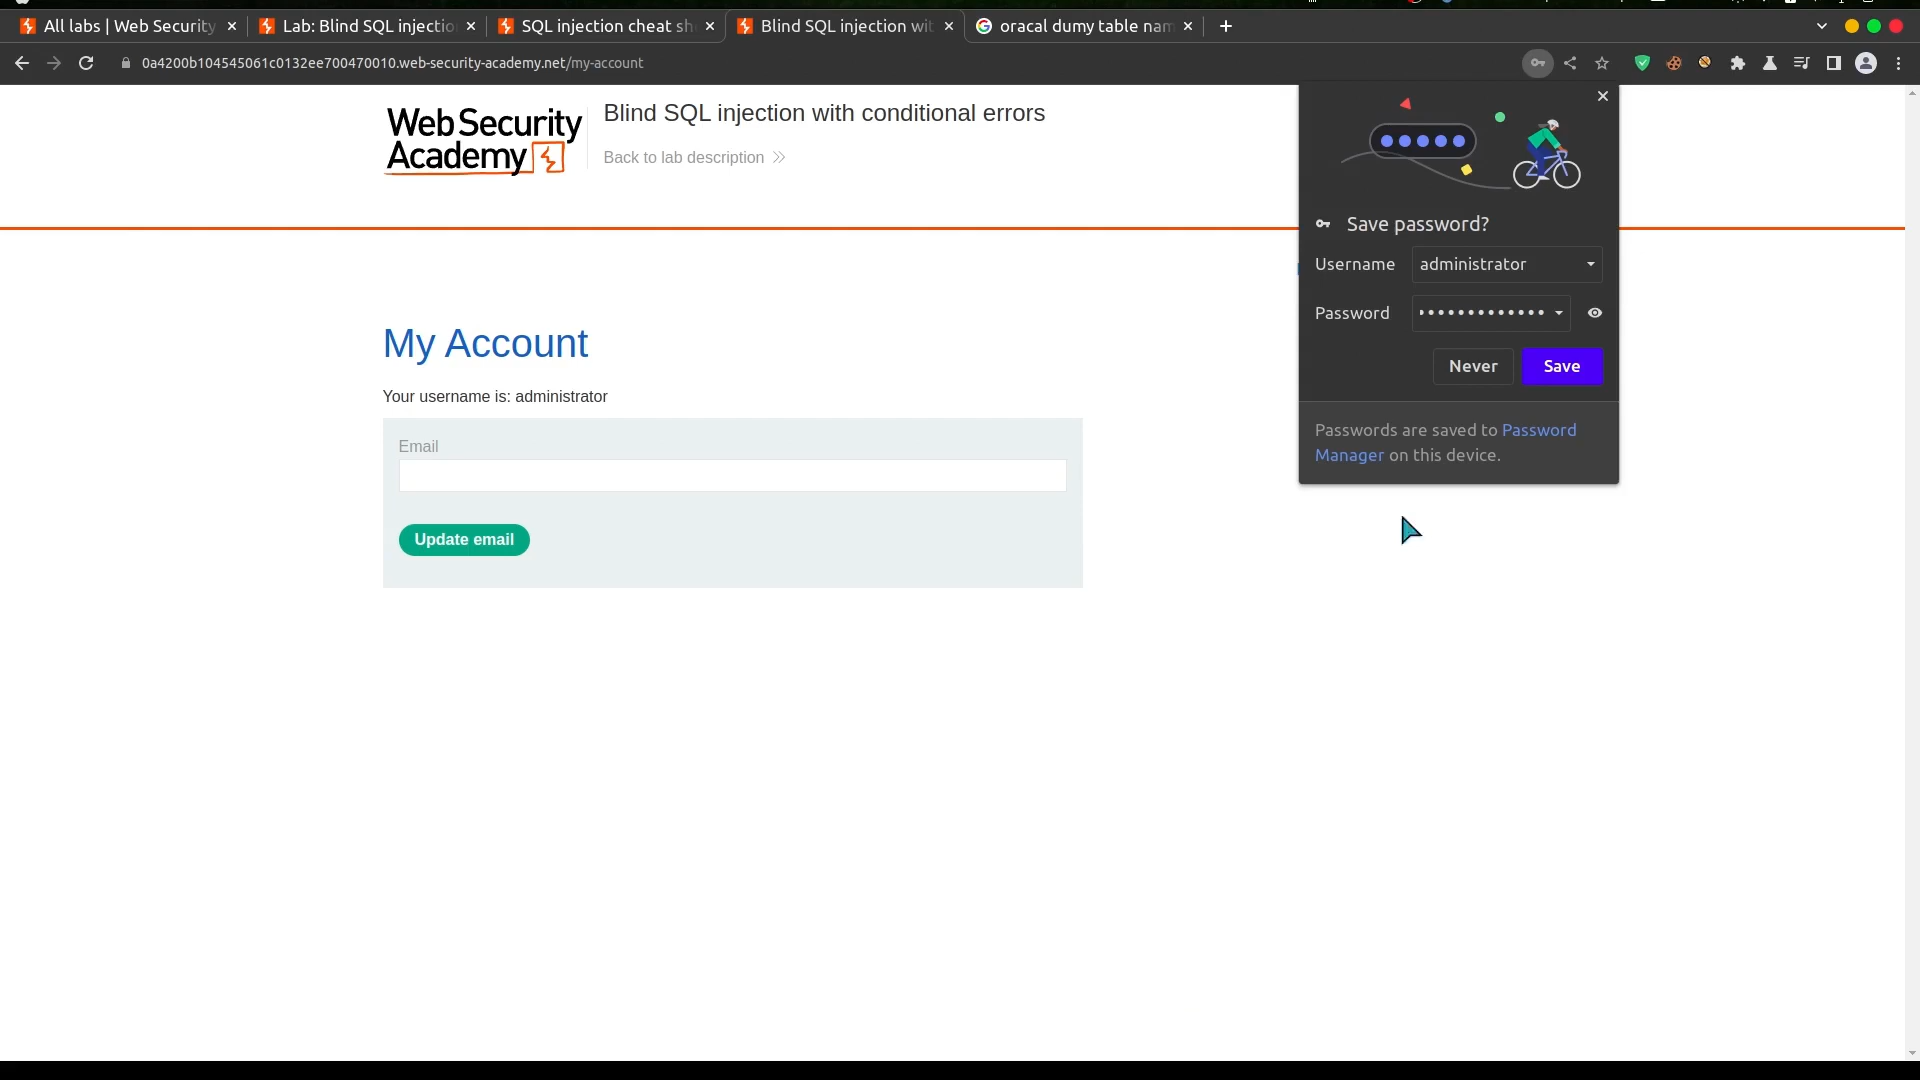 All labs | Web Security
Lab: Blind SQL injectio
SQL injection cheat sh
Blind SQL injection wit
oracal dumy table nam
0a4200b104545061c0132ee700470010.web-security-academy.net/my-account
WebSecurity
Academy
Blind SQL injection with conditional errors
Back to lab description
Save password?
Username
administrator
Password
Never
Save
Passwords are saved to Password
Manager on this device.
My Account
Your username is: administrator
Email
Update email